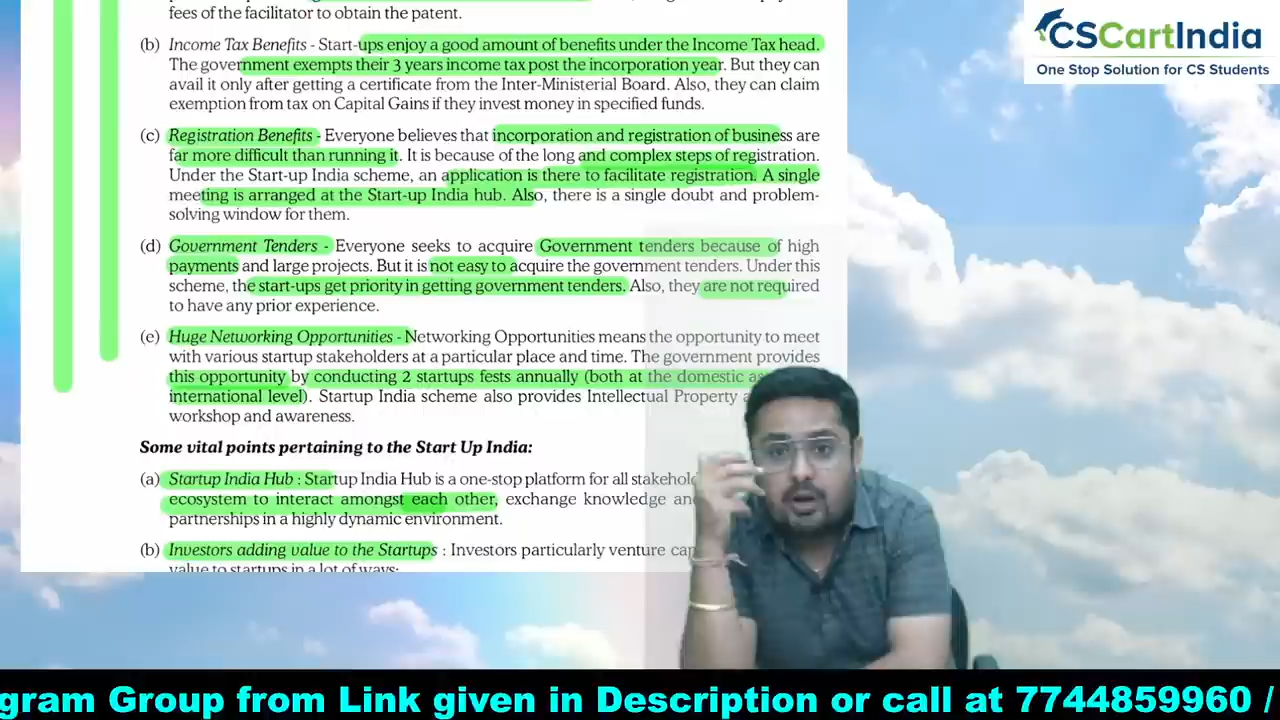 fees of the facilitator to obtain the patent.
(b) Income Tax Benefits - Start-ups enjoy a good amount of benefits under the Income Tax head.
The government exempts their 3 years income tax post the incorporation year. But they can
avail it only after getting a certificate from the Inter-Ministerial Board. Also, they can claim
exemption from tax on Capital Gains if they invest money in specified funds.
(c) Registration Benefits - Everyone believes that incorporation and registration of business are
far more difficult than running it. It is because of the long and complex steps of registration.
Under the Start-up India scheme, an application is there to facilitate registration. A single
meeting is arranged at the Start-up India hub. Also, there is a single doubt and problem-
solving window for them.
(d) Government Tenders - Everyone seeks to acquire Government tenders because of high
payments and large projects. But it is not easy to acquire the government tenders. Under this
scheme, the start-ups get priority in getting government tenders. Also, they are not required
to have any prior experience.
(e) Huge Networking Opportunities - Networking Opportunities means the opportunity to meet
with various startup stakeholders at a particular place and time. The government provides
this opportunity by conducting 2 startups fests annually (both at the domestic as
international level). Startup India scheme also provides Intellectual Property
workshop and awareness.
Some vital points pertaining to the Start Up India:
(a) Startup India Hub : Startup India Hub is a one-stop platform for all
ecosystem to interact amongst each other, exchange knowledge
partnerships in a highly dynamic environment.
(b) Investors adding value to the Startups : Investors particularly venture
value to startups in a lot of ways:
CSCartIndia
One Stop Solution for CS Students
gram Group from Link given in Description or call at 7744859960 /